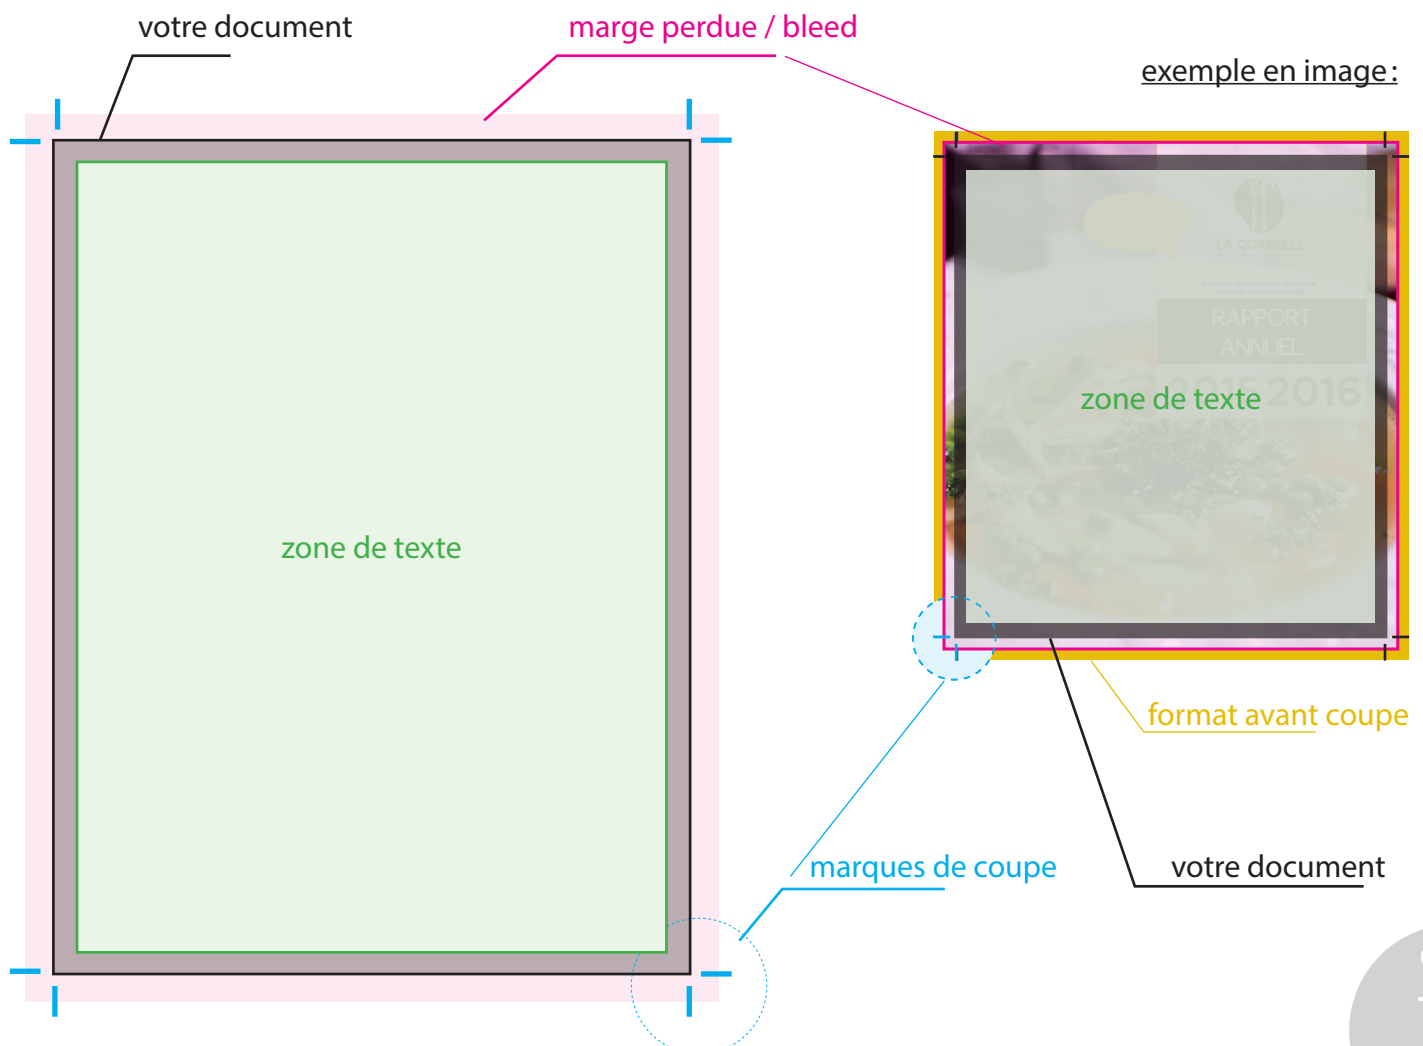 votre document
marge perdue / bleed
exemple en image :
LA CORBEILLE
RAPPORT
ANNUEL
2015 2016
zone de texte
zone de texte
format avant coupe
marques de coupe
votre document